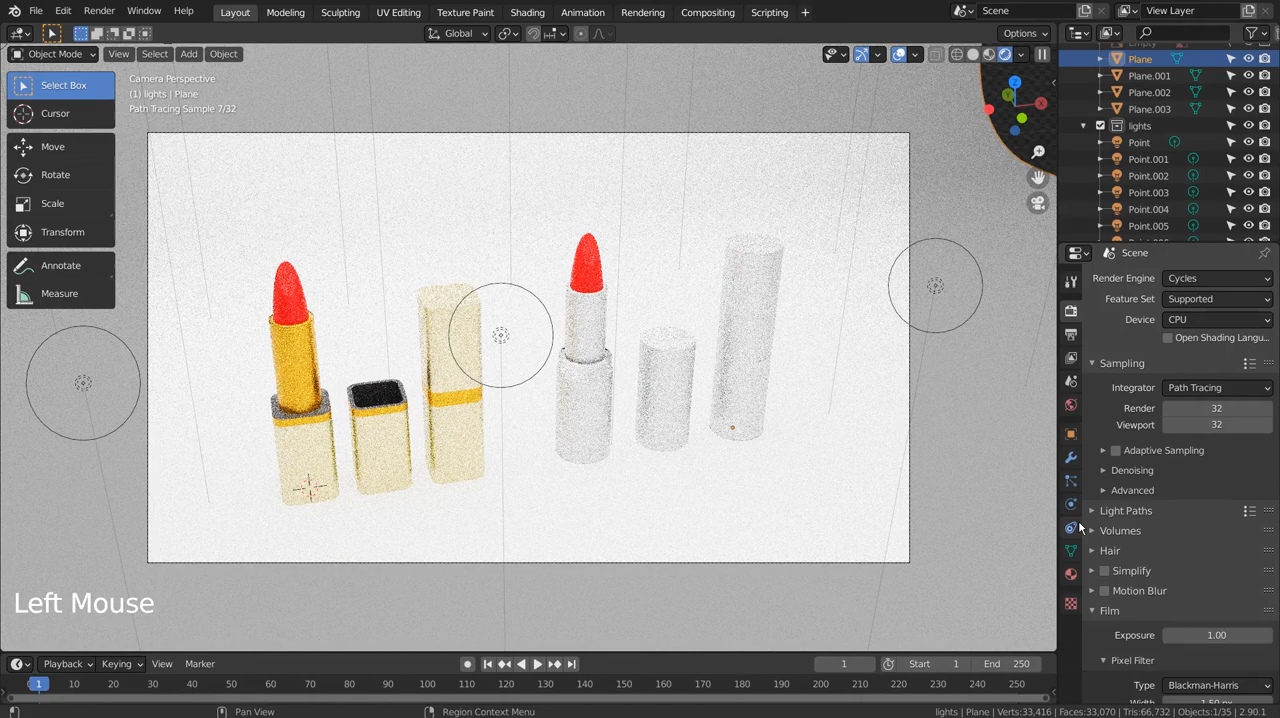 File Edit Render Window Help Layout Modeling Sculpting UV Editing Texture Paint Shading Animation Rendering Compositing Scripting + Scene View Layer
Global Options
Object Mode View Select Add Object
Select Box
Cursor
Move
Rotate
Scale
Transform
Annotate
Measure
Camera Perspective
(1) lights | Plane
Path Tracing Sample 7/32
Z
Y
X
Left Mouse
Empty
Plane
Plane.001
Plane.002
Plane.003
lights
Point
Point.001
Point.002
Point.003
Point.004
Point.005
Scene
Render Engine Cycles
Feature Set Supported
Device CPU
Open Shading Langu...
Sampling
Integrator Path Tracing
Render 32
Viewport 32
Adaptive Sampling
Denoising
Advanced
Light Paths
Volumes
Hair
Simplify
Motion Blur
Film
Exposure 1.00
Pixel Filter
Type Blackman-Harris
Playback Keying View Marker 1 Start 1 End 250
1 10 20 30 40 50 60 70 80 90 100 110 120 130 140 150 160 170 180 190 200 210 220 230 240 250
Pan View Region Context Menu lights | Plane | Verts:33,416 | Faces:33,070 | Tris:66,732 | Objects:1/35 | 2.90.1